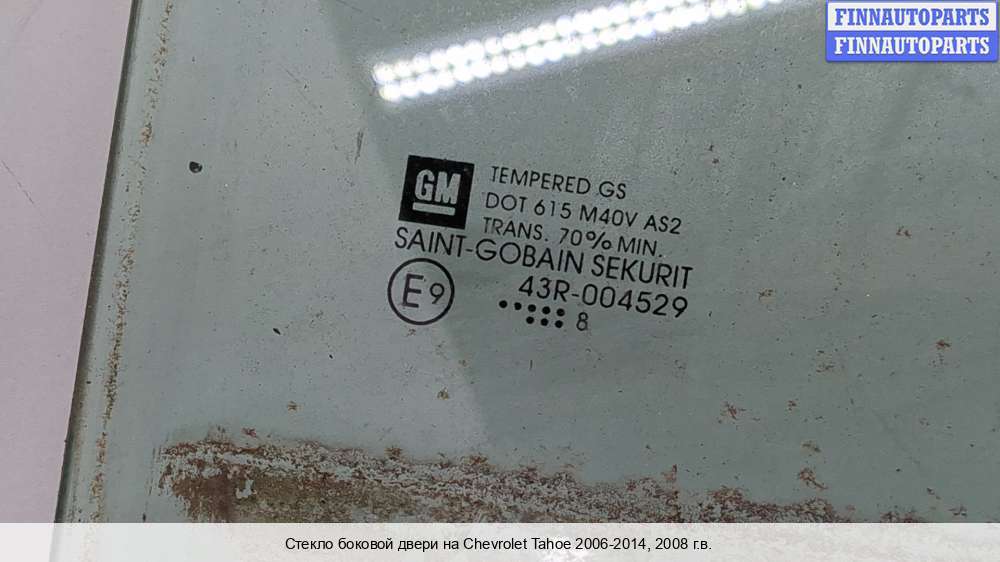 FINNAUTOPARTS
FINNAUTOPARTS
GM
TEMPERED GS
DOT 615 M40V AS2
TRANS. 70% MIN.
SAINT-GOBAIN SEKURIT
E9
43R-004529
8
Стекло боковой двери на Chevrolet Tahoe 2006-2014, 2008 г.в.